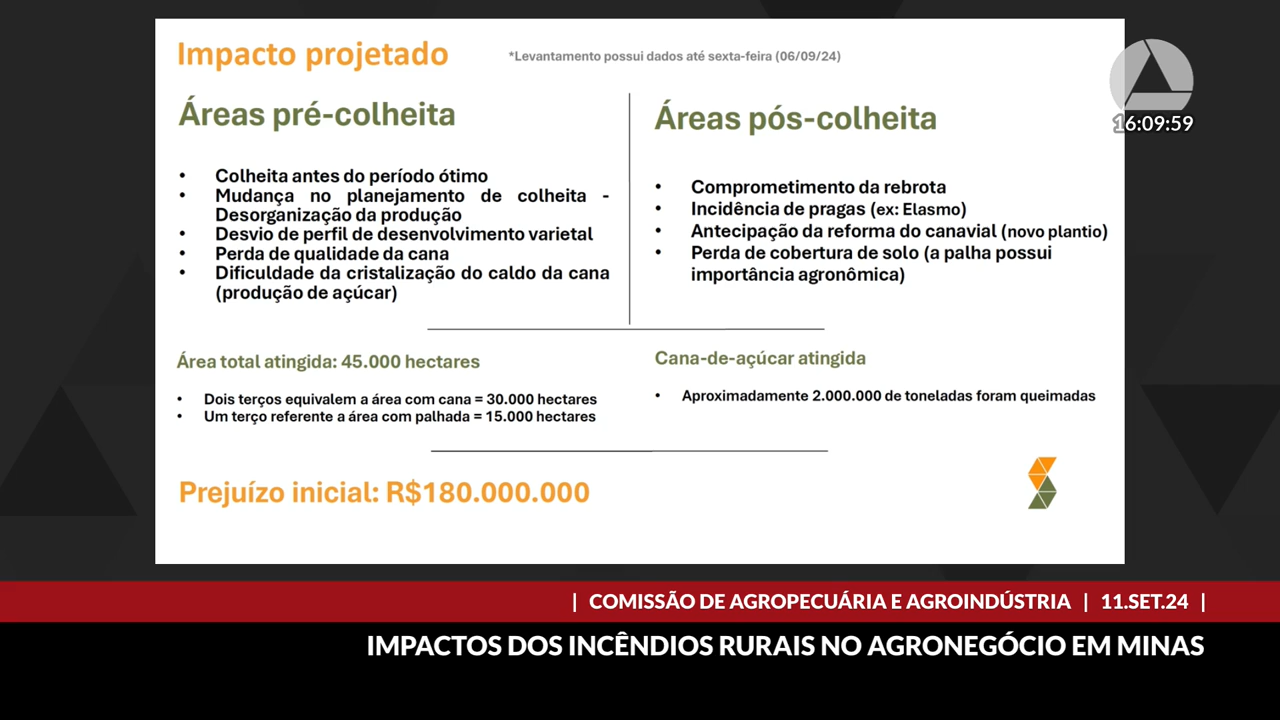 Impacto projetado
*Levantamento possui dados até sexta-feira (06/09/24)
16:09:59
Áreas pré-colheita
• Colheita antes do período ótimo
• Mudança no planejamento de colheita -
Desorganização da produção
• Desvio de perfil de desenvolvimento varietal
• Perda de qualidade da cana
• Dificuldade da cristalização do caldo da cana
(produção de açúcar)
Áreas pós-colheita
• Comprometimento da rebrota
• Incidência de pragas (ex: Elasmo)
• Antecipação da reforma do canavial (novo plantio)
• Perda de cobertura de solo (a palha possui
importância agronômica)
Área total atingida: 45.000 hectares
• Dois terços equivalem a área com cana = 30.000 hectares
• Um terço referente a área com palhada = 15.000 hectares
Cana-de-açúcar atingida
• Aproximadamente 2.000.000 de toneladas foram queimadas
Prejuízo inicial: R$180.000.000
| COMISSÃO DE AGROPECUÁRIA E AGROINDÚSTRIA | 11.SET.24 |
IMPACTOS DOS INCÊNDIOS RURAIS NO AGRONEGÓCIO EM MINAS